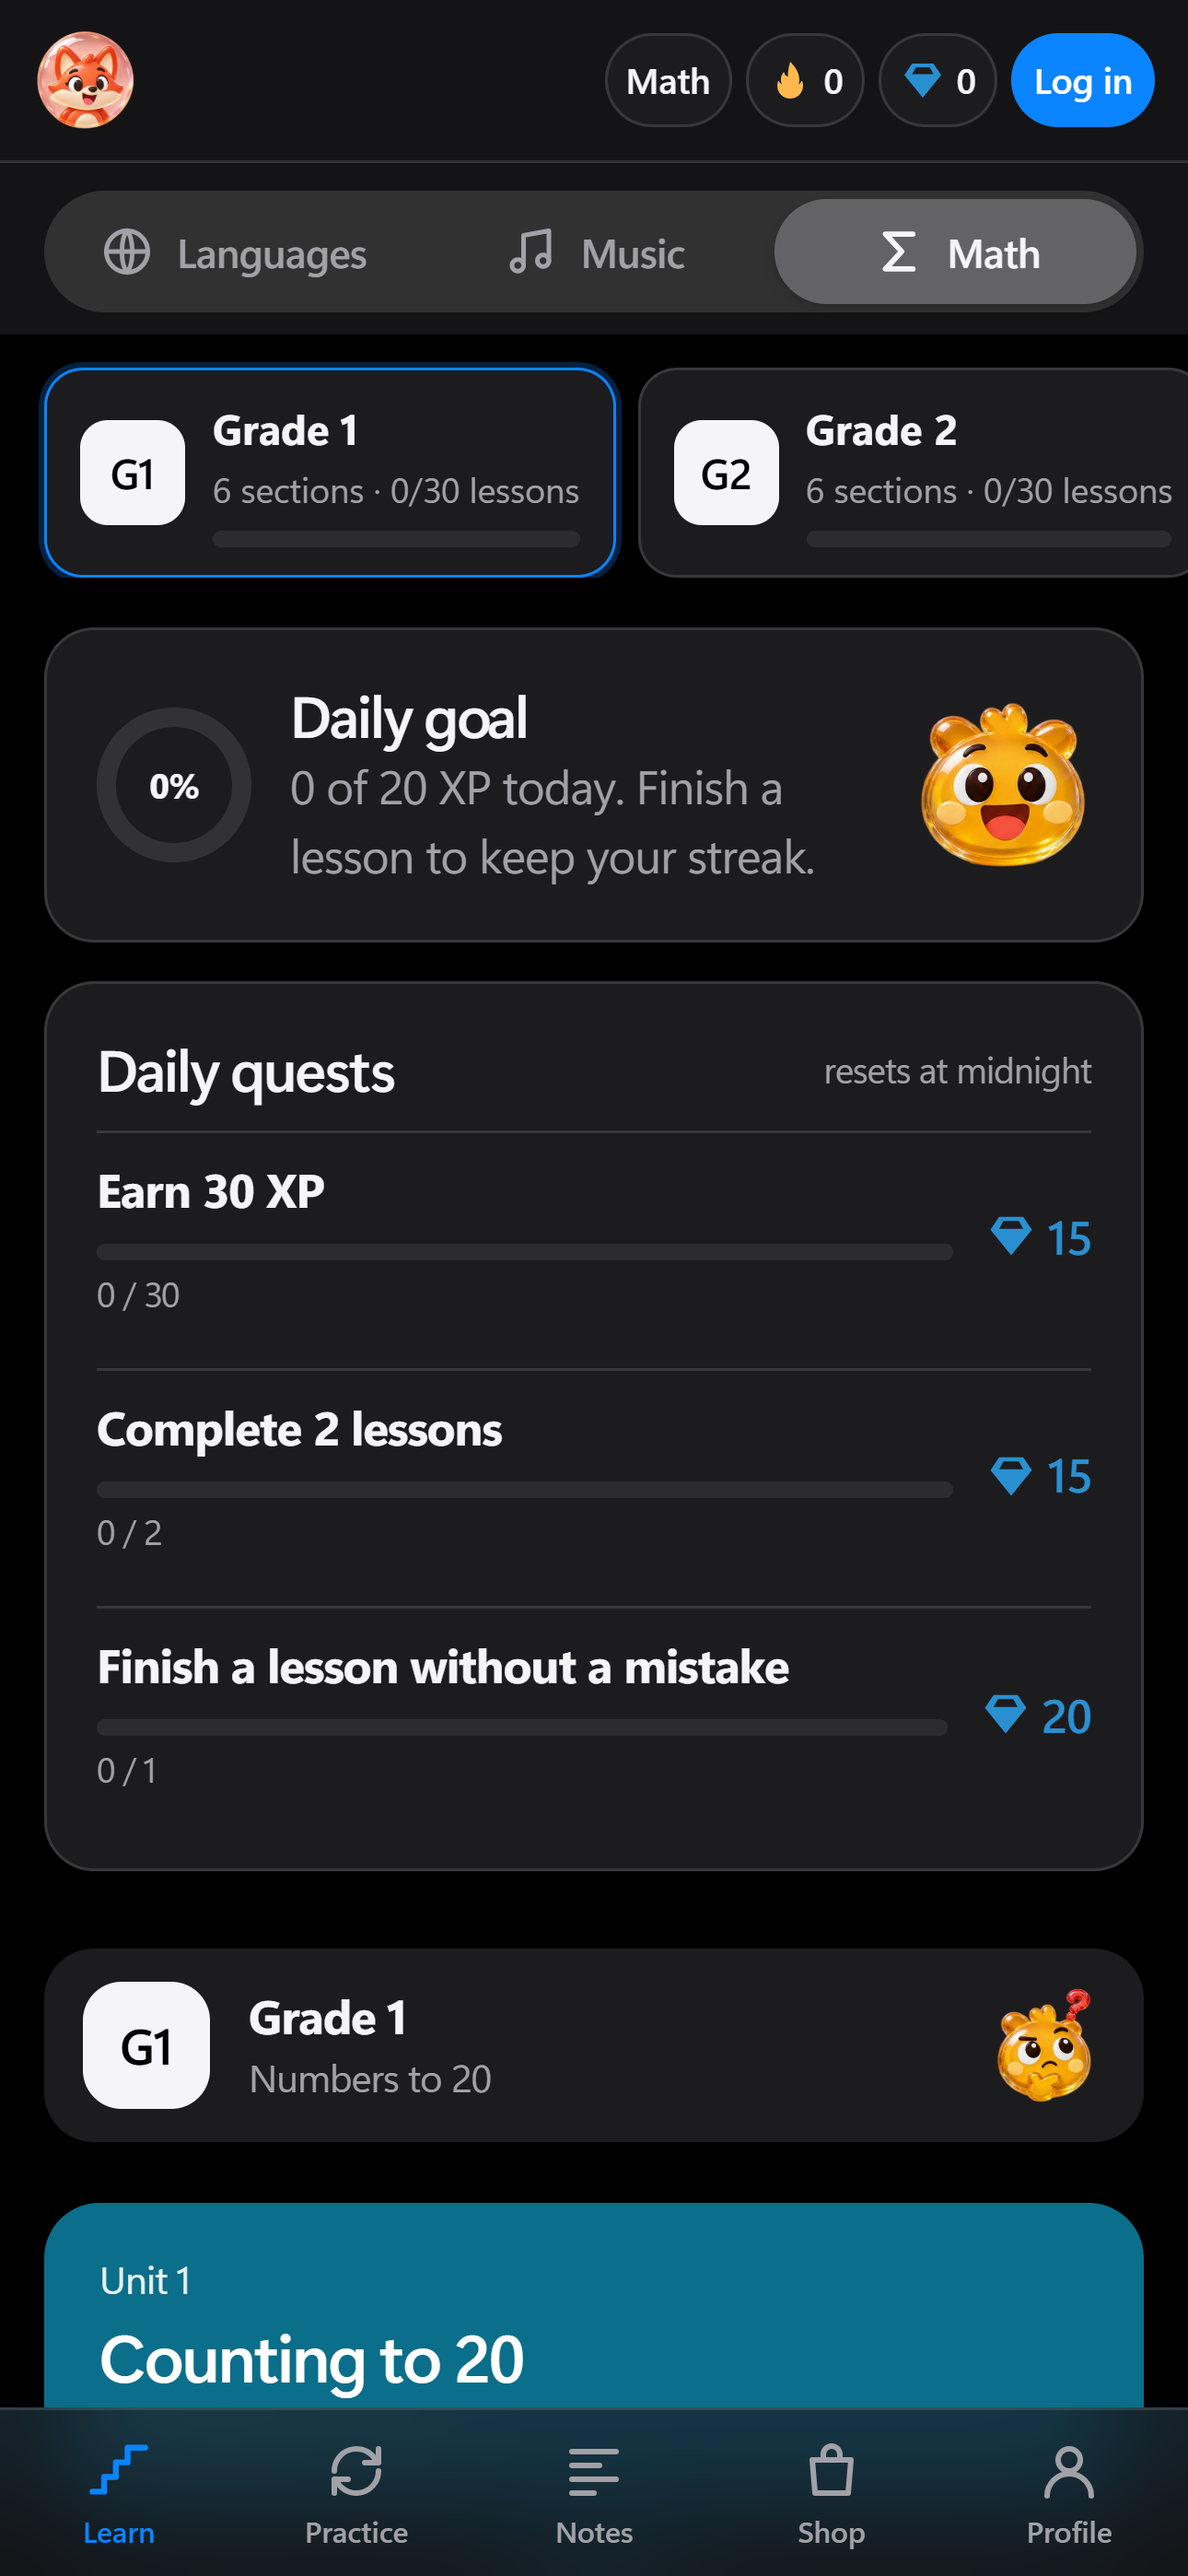 Math
0
0
Log in
Languages
Music
Math
G1
Grade 1
6 sections · 0/30 lessons
G2
Grade 2
6 sections · 0/30 lessons
0%
Daily goal
0 of 20 XP today. Finish a
lesson to keep your streak.
Daily quests
resets at midnight
Earn 30 XP
15
0 / 30
Complete 2 lessons
15
0 / 2
Finish a lesson without a mistake
20
0 / 1
G1
Grade 1
Numbers to 20
Unit 1
Counting to 20
Learn
Practice
Notes
Shop
Profile